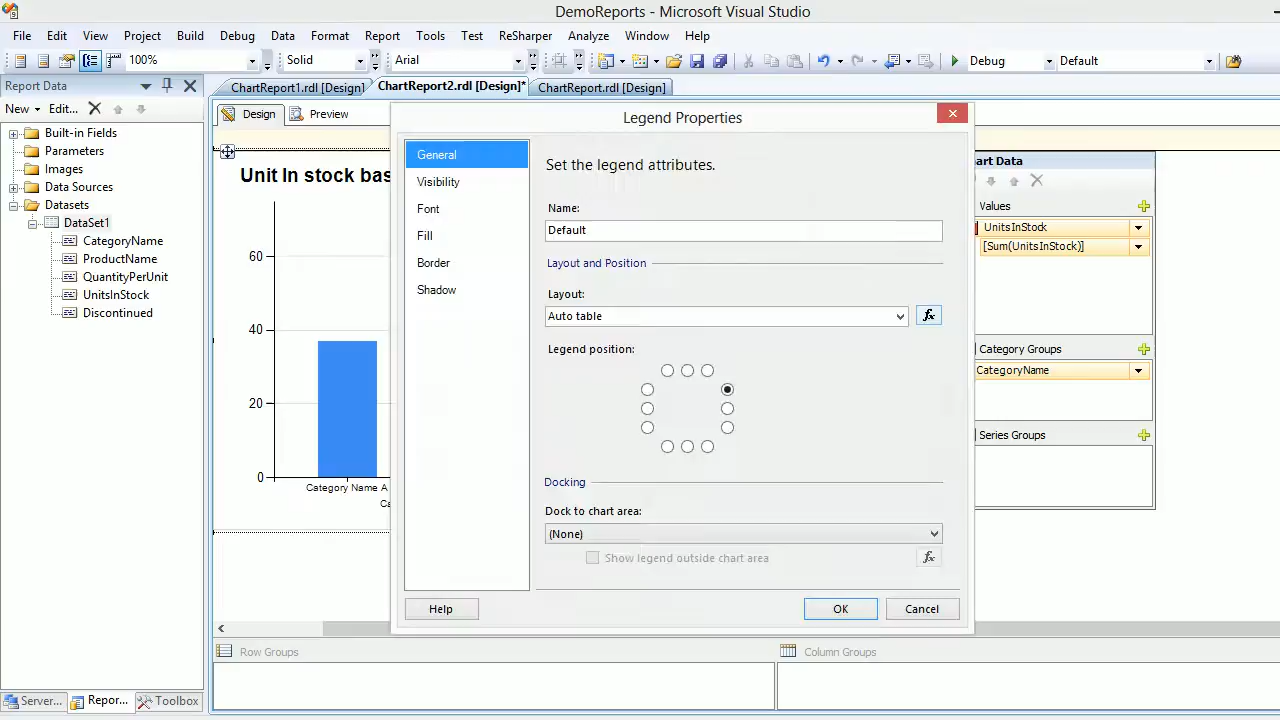 DemoReports - Microsoft Visual Studio
File Edit View Project Build Debug Data Format Report Tools Test ReSharper Analyze Window Help
100% Solid Arial Debug Default
Report Data
ChartReport1.rdl [Design] ChartReport2.rdl [Design]* ChartReport.rdl [Design]
New Edit...
Design Preview
Built-in Fields
Parameters
Images
Data Sources
Datasets
DataSet1
CategoryName
ProductName
QuantityPerUnit
UnitsInStock
Discontinued
Unit In stock bas
60
40
20
0
Category Name A
Ca
Legend Properties
General
Visibility
Font
Fill
Border
Shadow
Set the legend attributes.
Name:
Default
Layout and Position
Layout:
Auto table
fx
Legend position:
Docking
Dock to chart area:
(None)
Show legend outside chart area
fx
Help OK Cancel
art Data
Values
UnitsInStock
[Sum(UnitsInStock)]
Category Groups
CategoryName
Series Groups
Row Groups Column Groups
Server... Repor... Toolbox